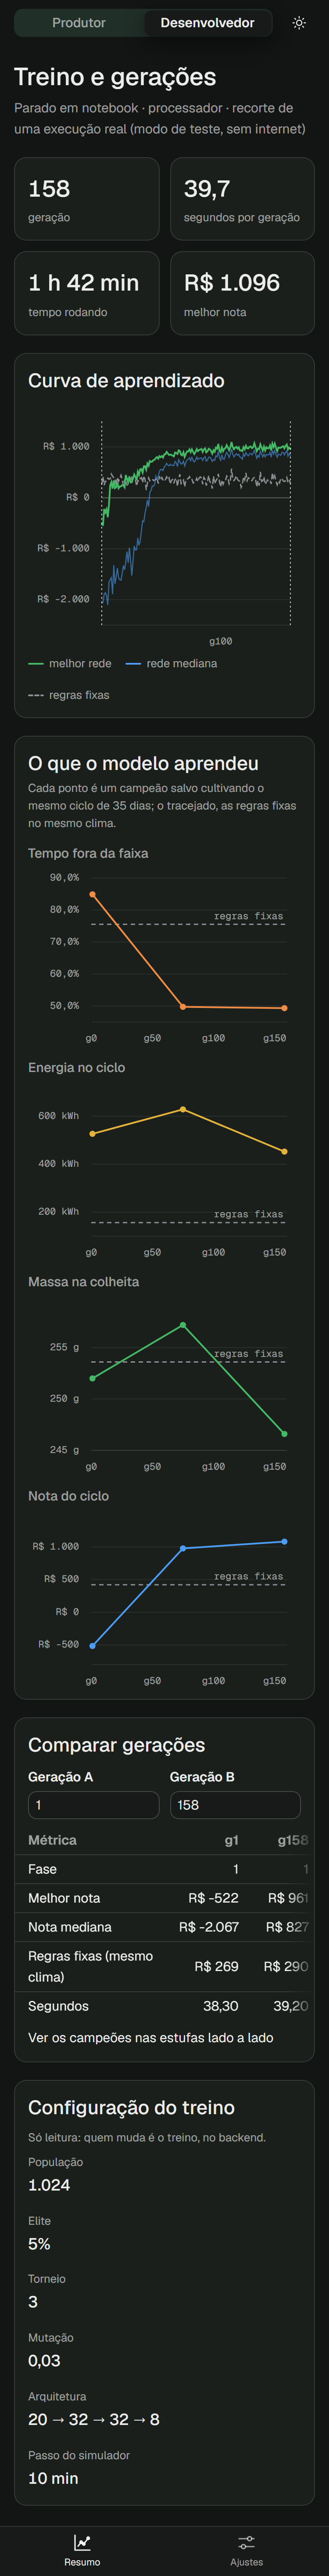 Produtor
Desenvolvedor
Treino e gerações
Parado em notebook · processador · recorte de
uma execução real (modo de teste, sem internet)
158
geração
39,7
segundos por geração
1 h 42 min
tempo rodando
R$ 1.096
melhor nota
Curva de aprendizado
R$ 1.000
R$ 0
R$ -1.000
R$ -2.000
g100
melhor rede
rede mediana
regras fixas
O que o modelo aprendeu
Cada ponto é um campeão salvo cultivando o
mesmo ciclo de 35 dias; o tracejado, as regras fixas
no mesmo clima.
Tempo fora da faixa
90,0%
80,0%
regras fixas
70,0%
60,0%
50,0%
g0 g50 g100 g150
Energia no ciclo
600 kWh
400 kWh
200 kWh
regras fixas
g0 g50 g100 g150
Massa na colheita
255 g
regras fixas
250 g
245 g
g0 g50 g100 g150
Nota do ciclo
R$ 1.000
R$ 500
regras fixas
R$ 0
R$ -500
g0 g50 g100 g150
Comparar gerações
Geração A Geração B
1 158
Métrica g1 g158
Fase 1 1
Melhor nota R$ -522 R$ 961
Nota mediana R$ -2.067 R$ 827
Regras fixas (mesmo
clima) R$ 269 R$ 290
Segundos 38,30 39,20
Ver os campeões nas estufas lado a lado
Configuração do treino
Só leitura: quem muda é o treino, no backend.
População
1.024
Elite
5%
Torneio
3
Mutação
0,03
Arquitetura
20 → 32 → 32 → 8
Passo do simulador
10 min
Resumo Ajustes